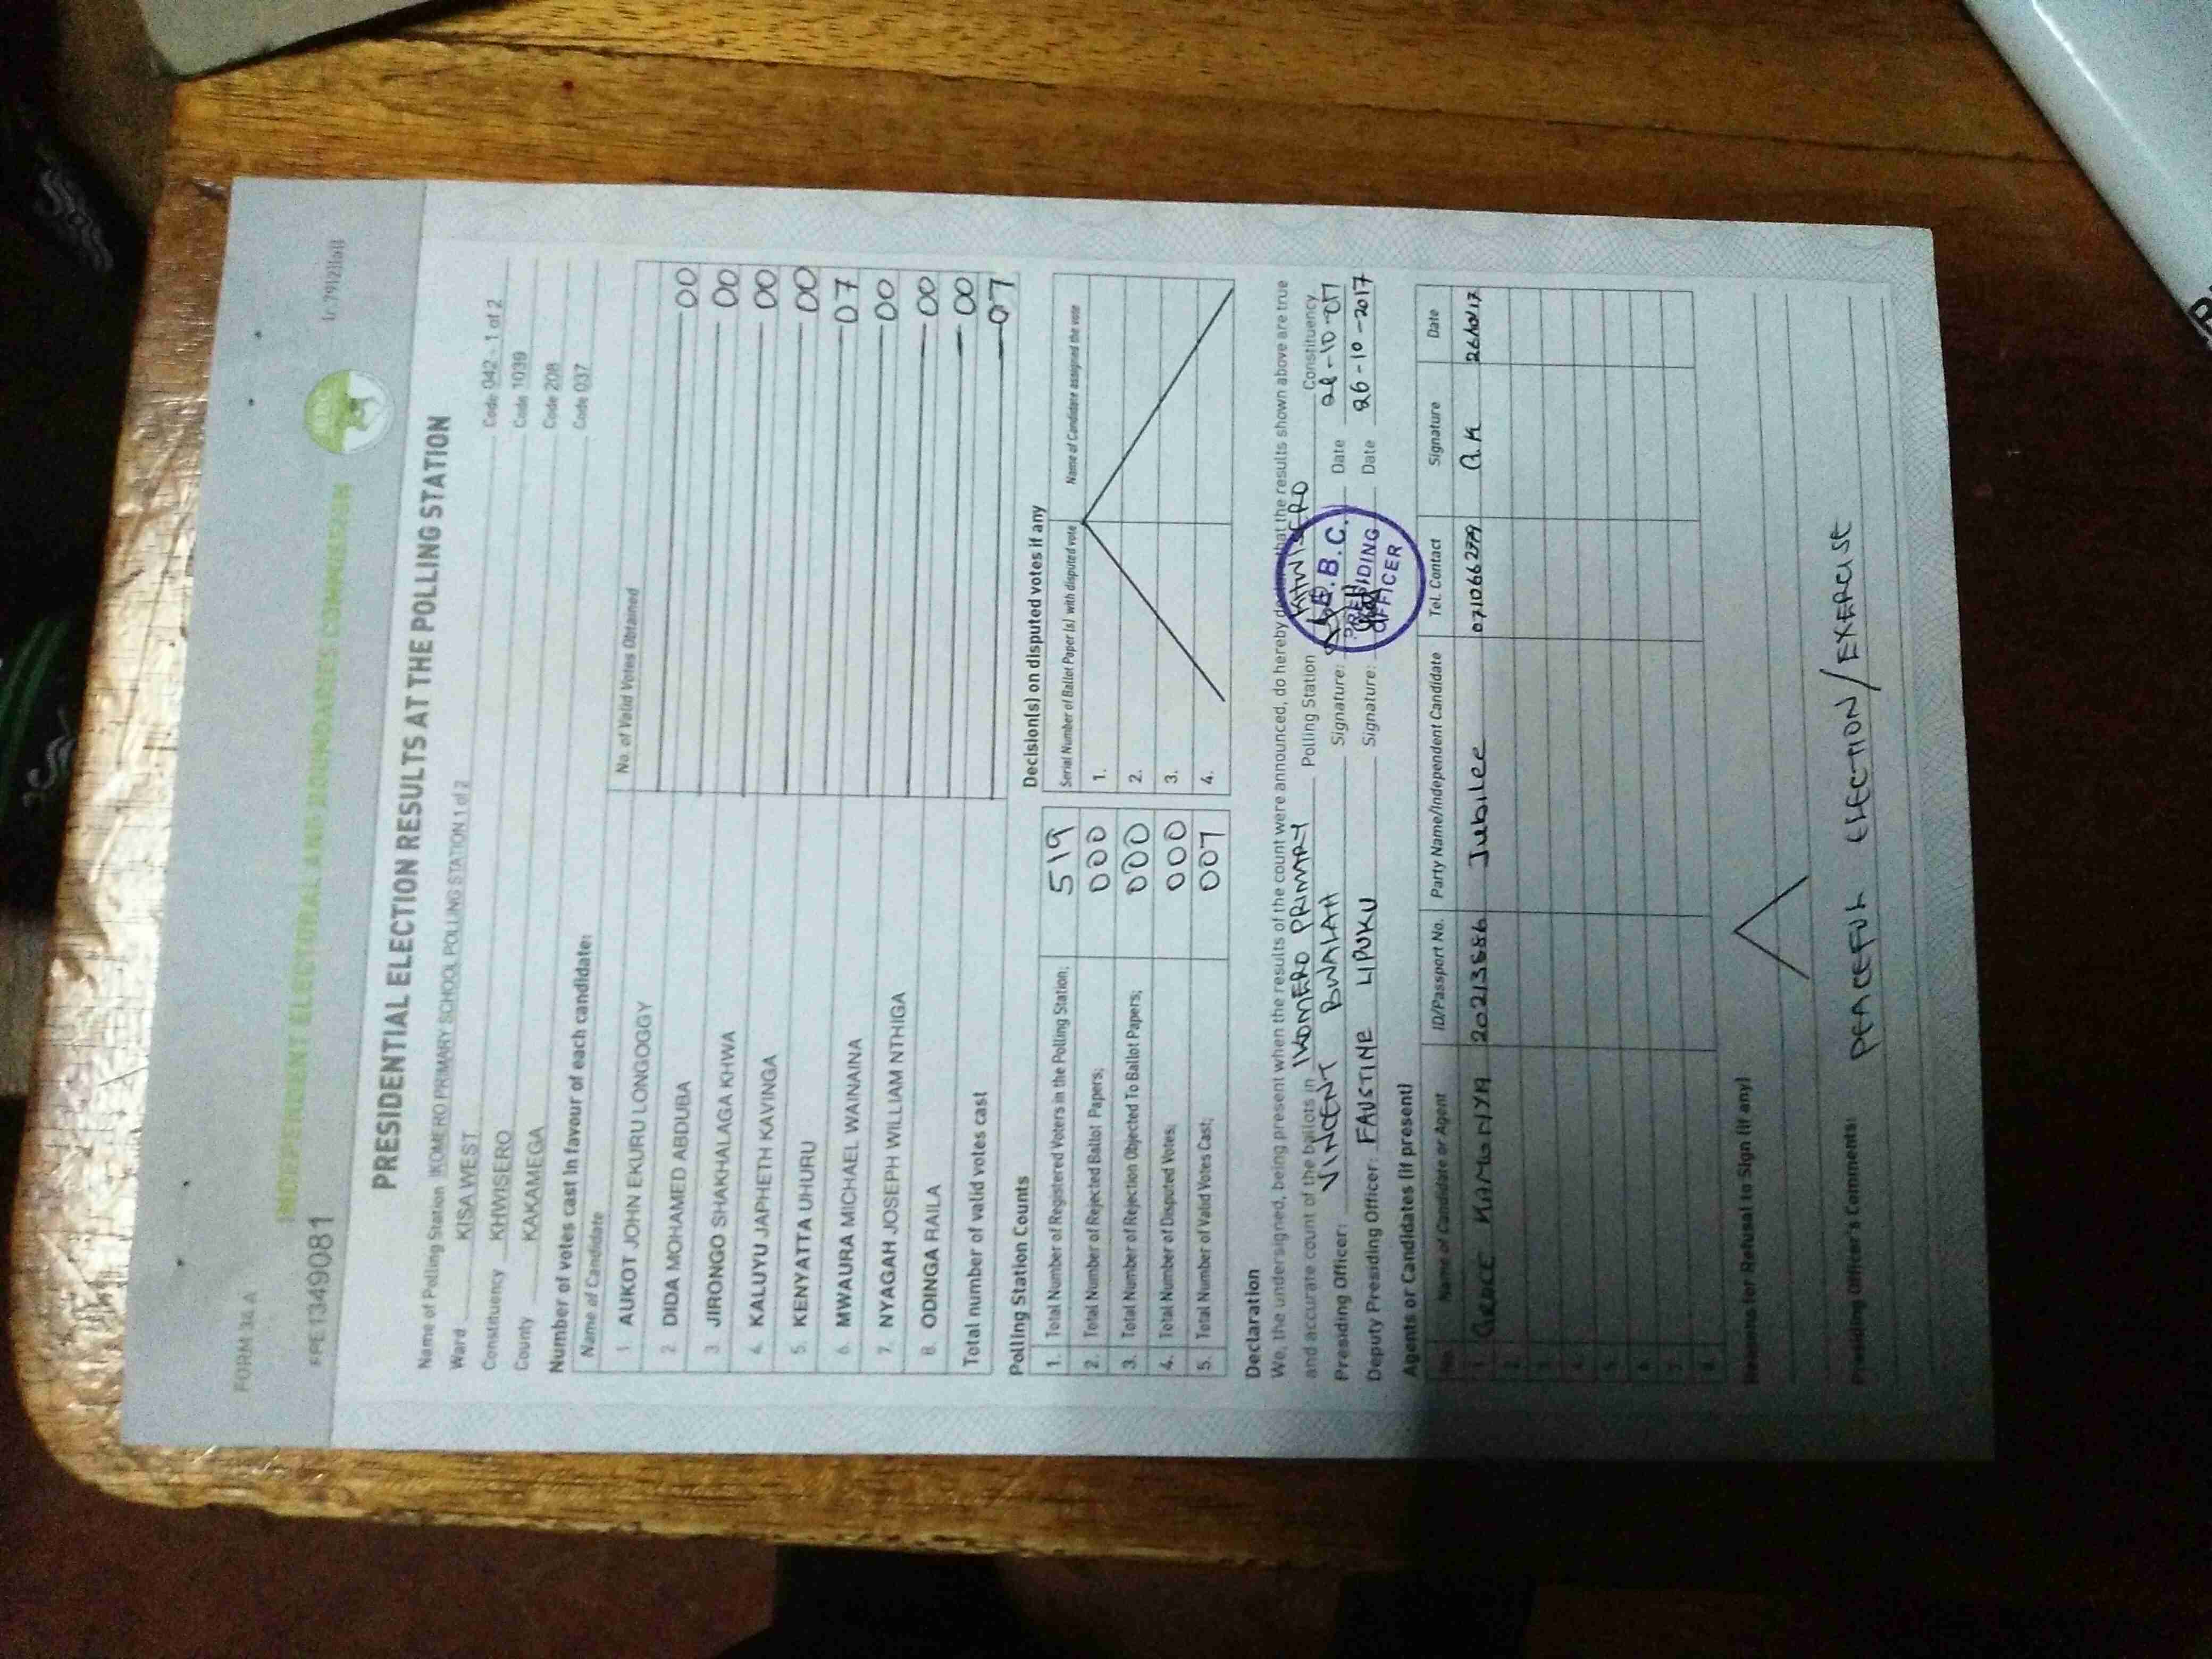 FORM 34 A
PPE 1349081
INDEPENDENT ELECTORAL AND BOUNDARIES COMMISSION
IEBC
PRESIDENTIAL ELECTION RESULTS AT THE POLLING STATION
Name of Polling Station IKOMERO PRIMARY SCHOOL POLLING STATION 1 of 2 Code 042 - 1 of 2
Ward KISA WEST Code 1039
Constituency KHWISERO Code 208
County KAKAMEGA Code 037
Number of votes cast in favour of each candidate:
Name of Candidate No. of Valid Votes Obtained
1. AUKOT JOHN EKURU LONGOGGY 00
2. DIDA MOHAMED ABDUBA 00
3. JIRONGO SHAKHALAGA KHWA 00
4. KALUYU JAPHETH KAVINGA 00
5. KENYATTA UHURU 07
6. MWAURA MICHAEL WAINAINA 00
7. NYAGAH JOSEPH WILLIAM NTHIGA 00
8. ODINGA RAILA 00
Total number of valid votes cast 07
Polling Station Counts
1. Total Number of Registered Voters in the Polling Station; 519
2. Total Number of Rejected Ballot Papers; 000
3. Total Number of Rejection Objected To Ballot Papers; 000
4. Total Number of Disputed Votes; 000
5. Total Number of Valid Votes Cast; 007
Decision(s) on disputed votes if any
Serial Number of Ballot Paper (s) with disputed vote Name of Candidate assigned the vote
1.
2.
3.
4.
Declaration
We, the undersigned, being present when the results of the count were announced, do hereby declare that the results shown above are true
and accurate count of the ballots in IKOMERO PRIMARY Polling Station KHWISERO Constituency.
Presiding Officer: VINCENT BWALAH Signature: Date
Deputy Presiding Officer: FAUSTINE LIPUKU Signature: Date 26-10-2017
I.E.B.C.
PRESIDING
OFFICER
Agents or Candidates (if present)
No. Name of Candidate or Agent ID/Passport No. Party Name/Independent Candidate Tel. Contact Signature Date
1. GRACE KAMONYA Jubilee 0710662779 G.K 26/10/17
2.
3.
4.
5.
6.
7.
8.
Reasons for Refusal to Sign (if any)
Presiding Officer's Comments: PEACEFUL ELECTION/EXERCISE